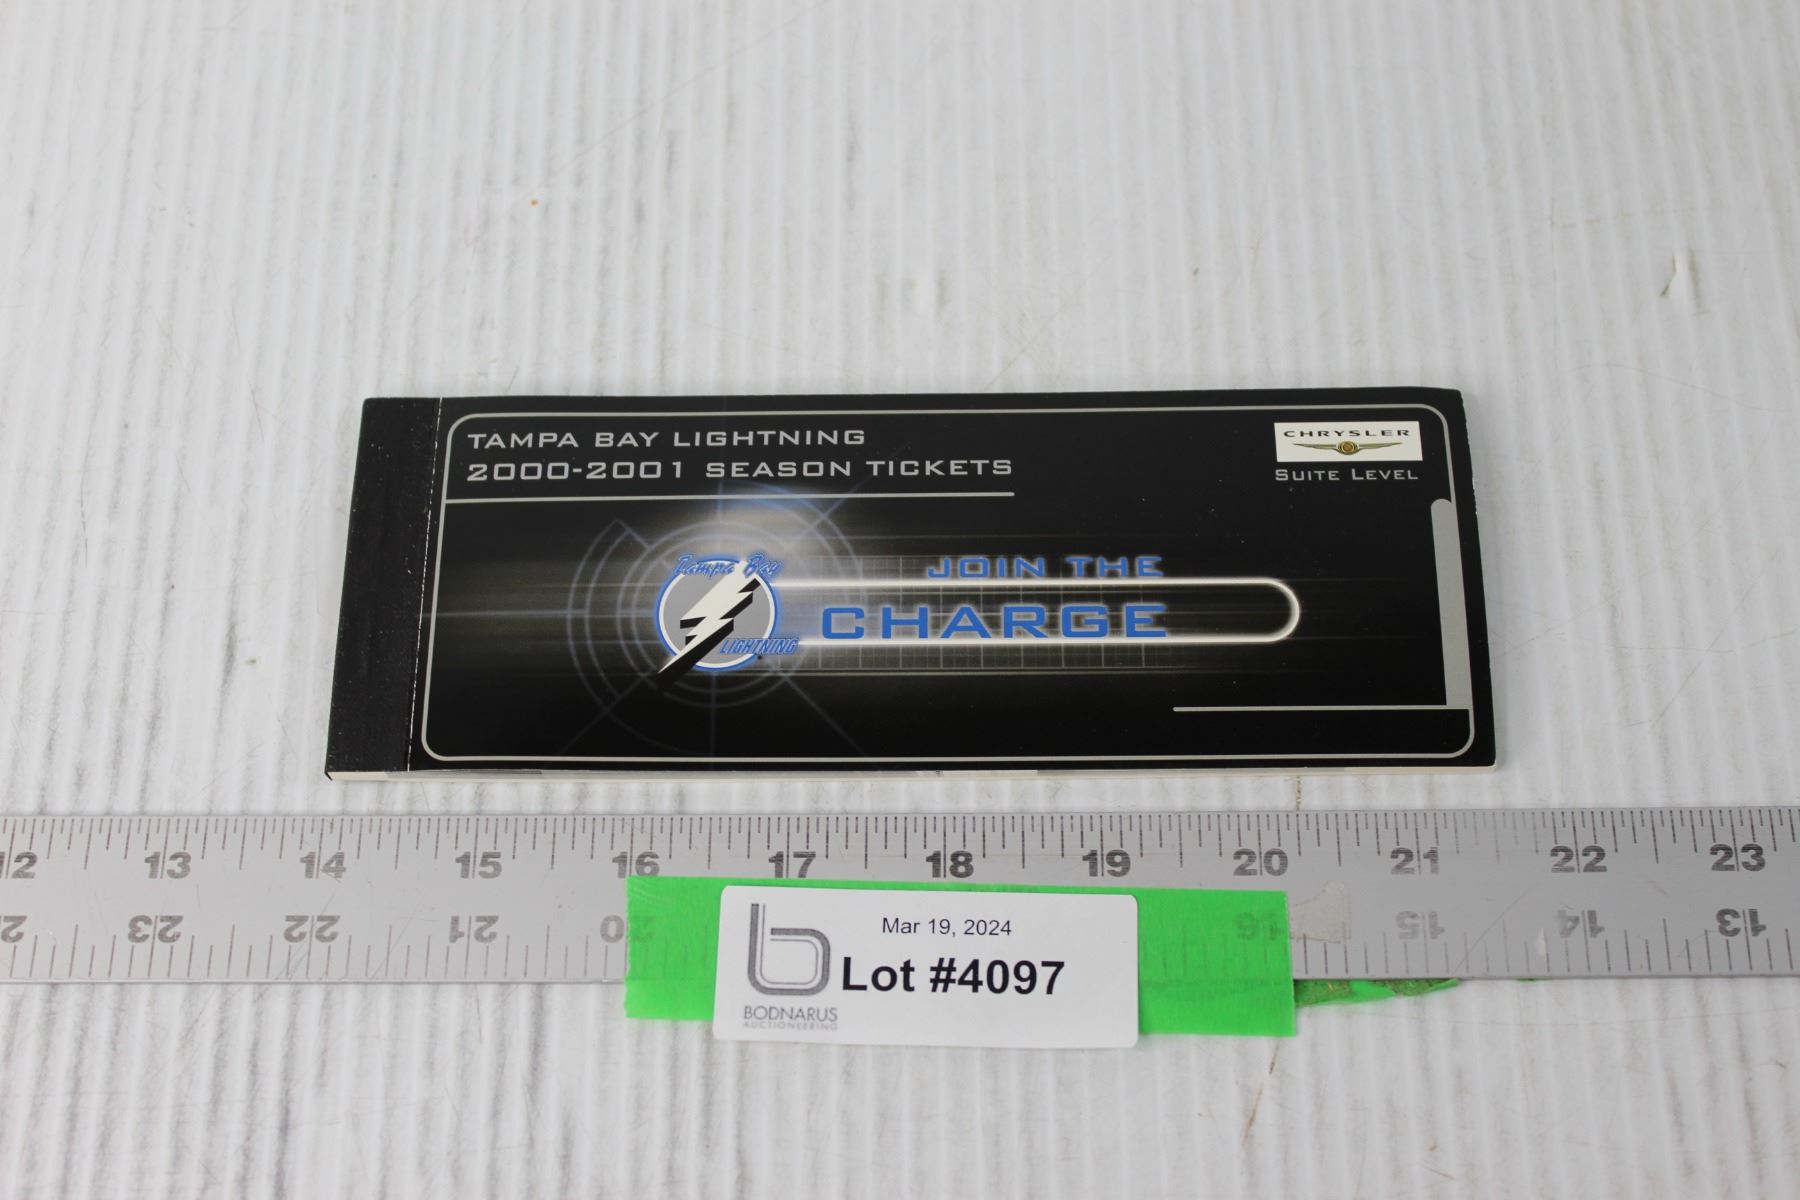 TAMPA BAY LIGHTNING
2000-2001 SEASON TICKETS
CHRYSLER
SUITE LEVEL
Tampa Bay
LIGHTNING
JOIN THE
CHARGE
12 13 14 15 16 17 18 19 20 21 22 23
23 22 21 20 16 15 14 13
Mar 19, 2024
Lot #4097
BODNARUS
AUCTIONEERING